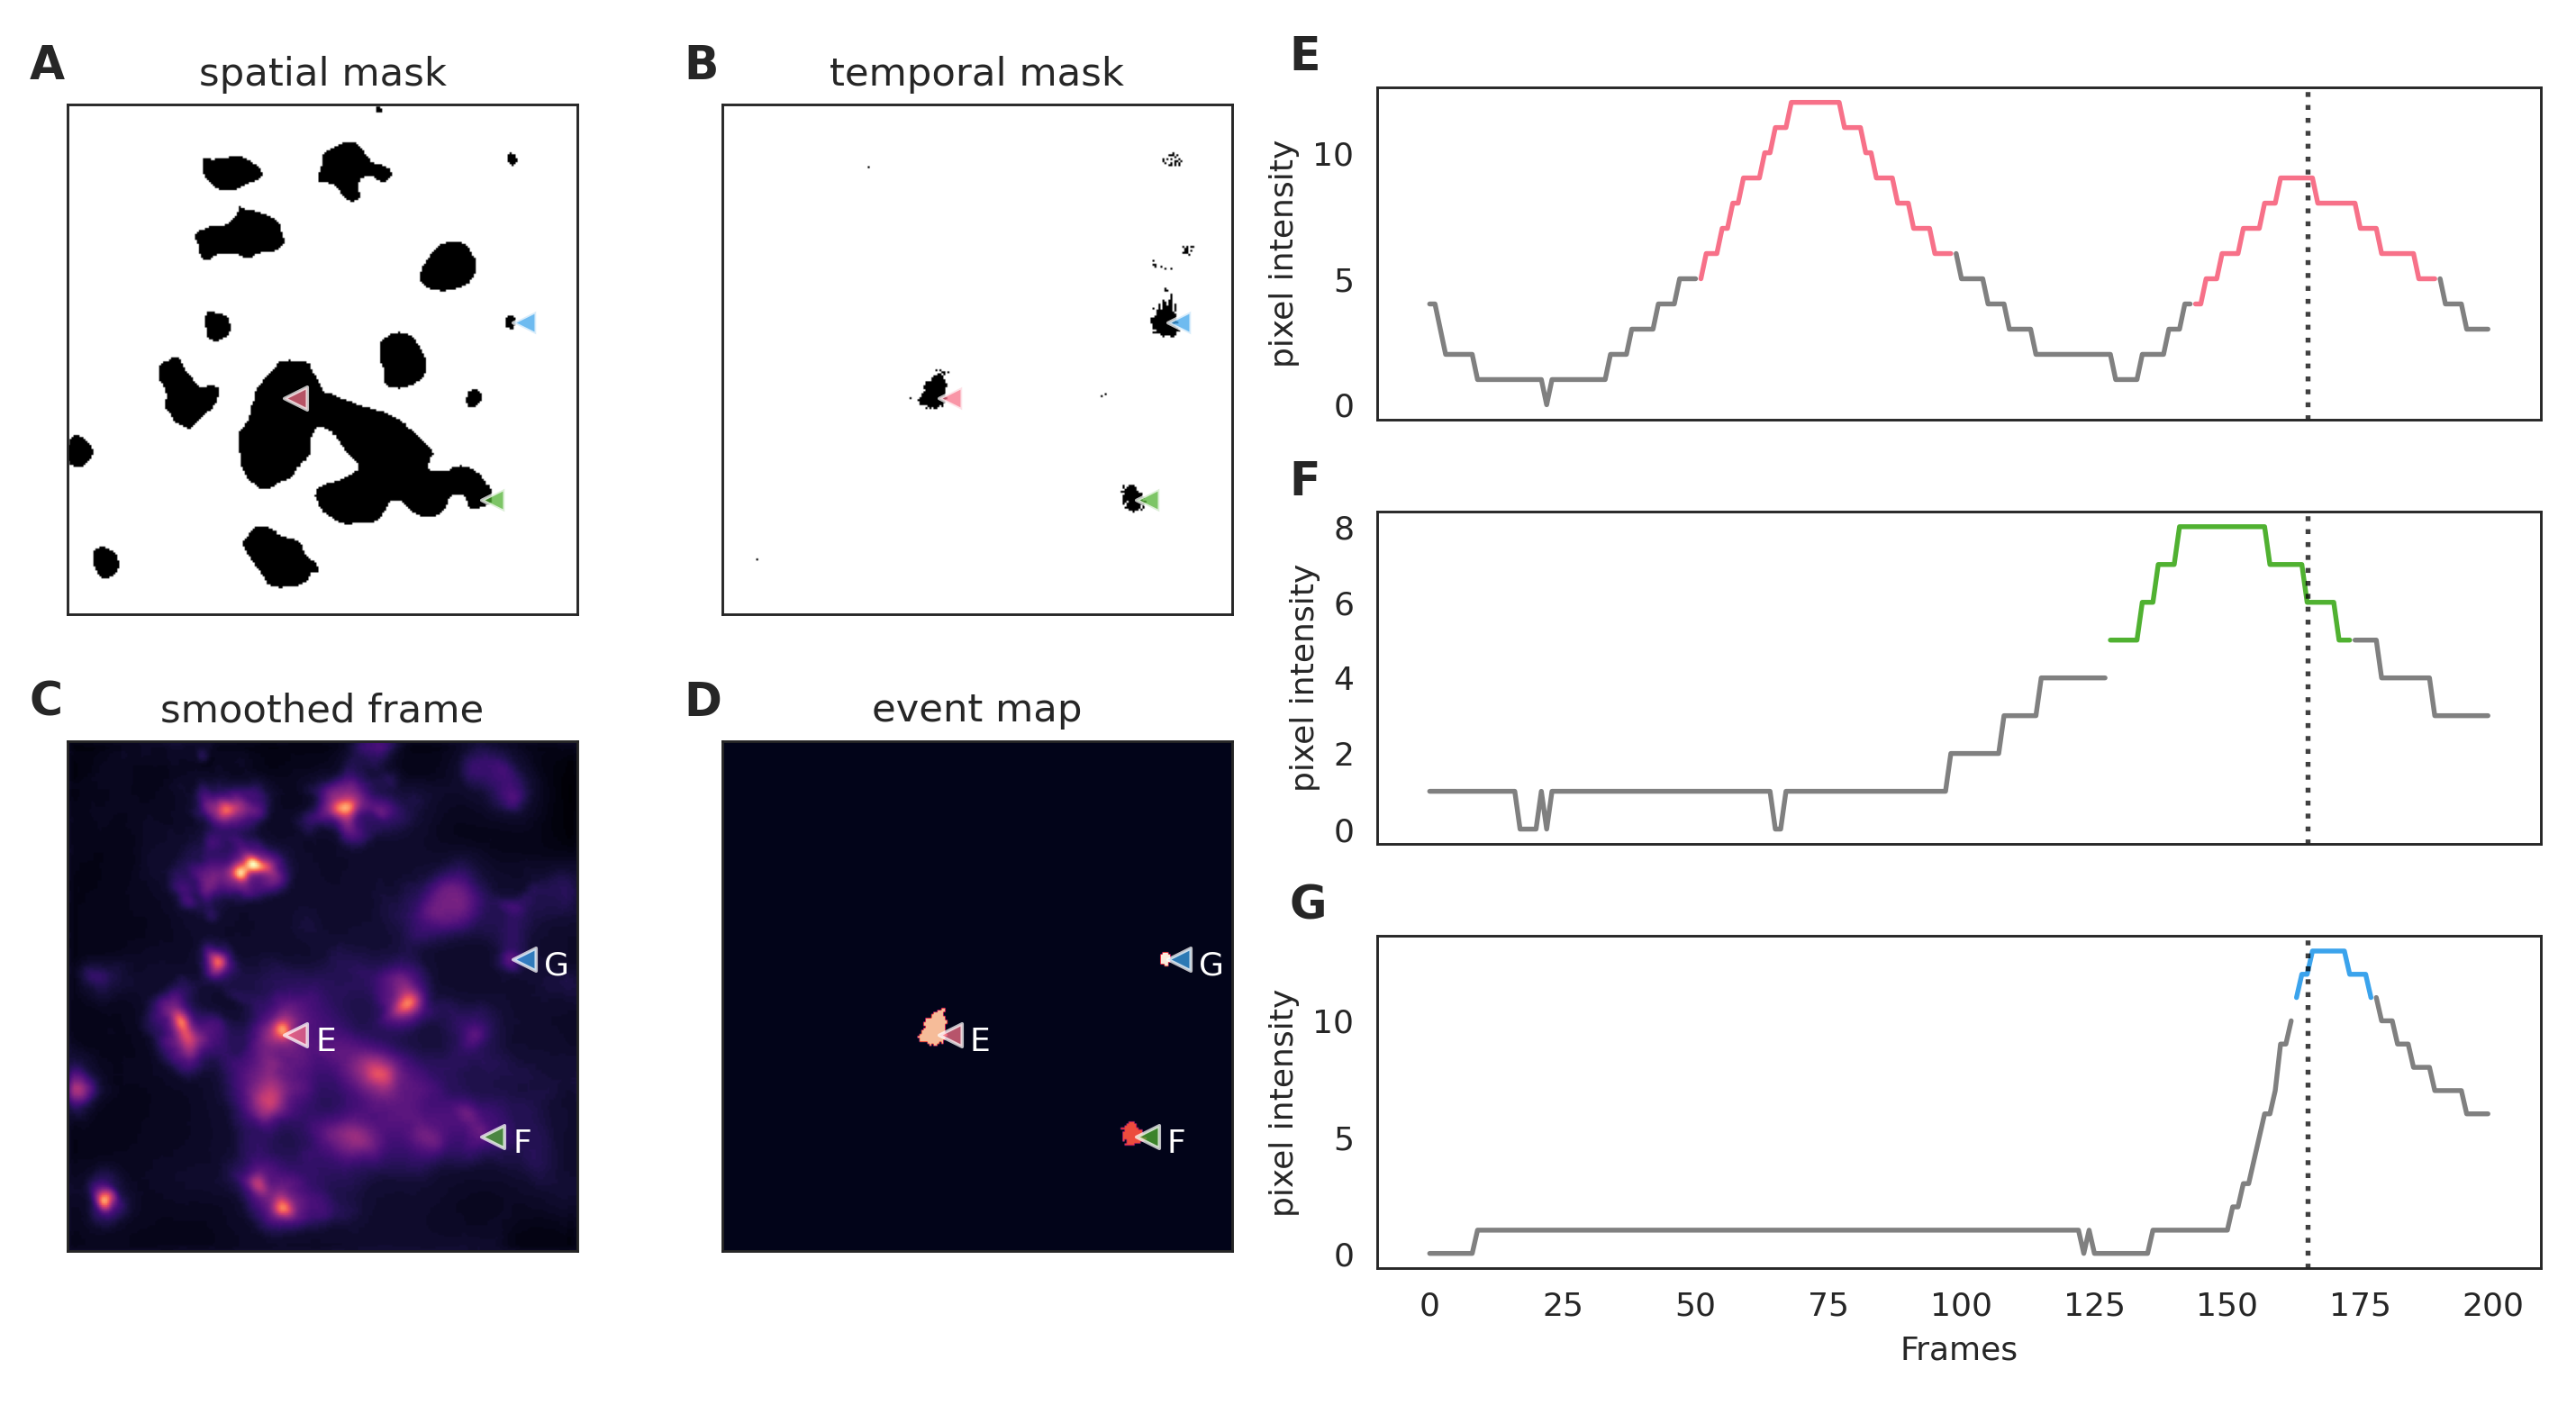 A
spatial mask
B
temporal mask
C
smoothed frame
G
E
F
D
event map
G
E
F
E
pixel intensity
10
5
0
F
pixel intensity
8
6
4
2
0
G
pixel intensity
10
5
0
0 25 50 75 100 125 150 175 200
Frames